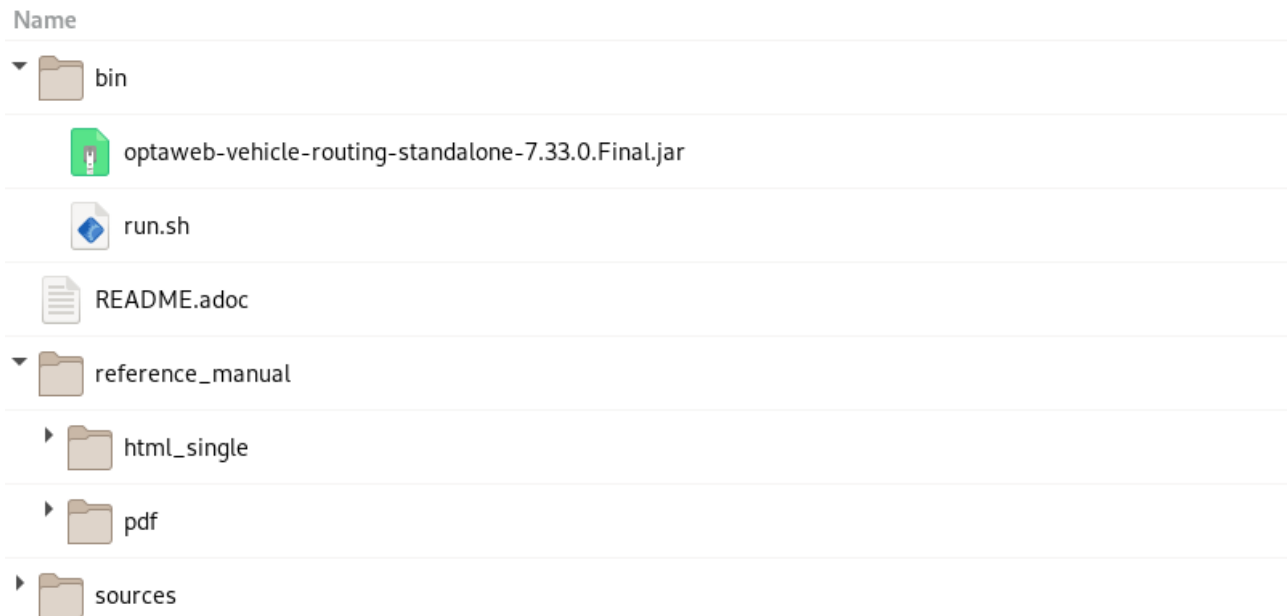 Name
bin
optaweb-vehicle-routing-standalone-7.33.0.Final.jar
run.sh
README.adoc
reference_manual
html_single
pdf
sources